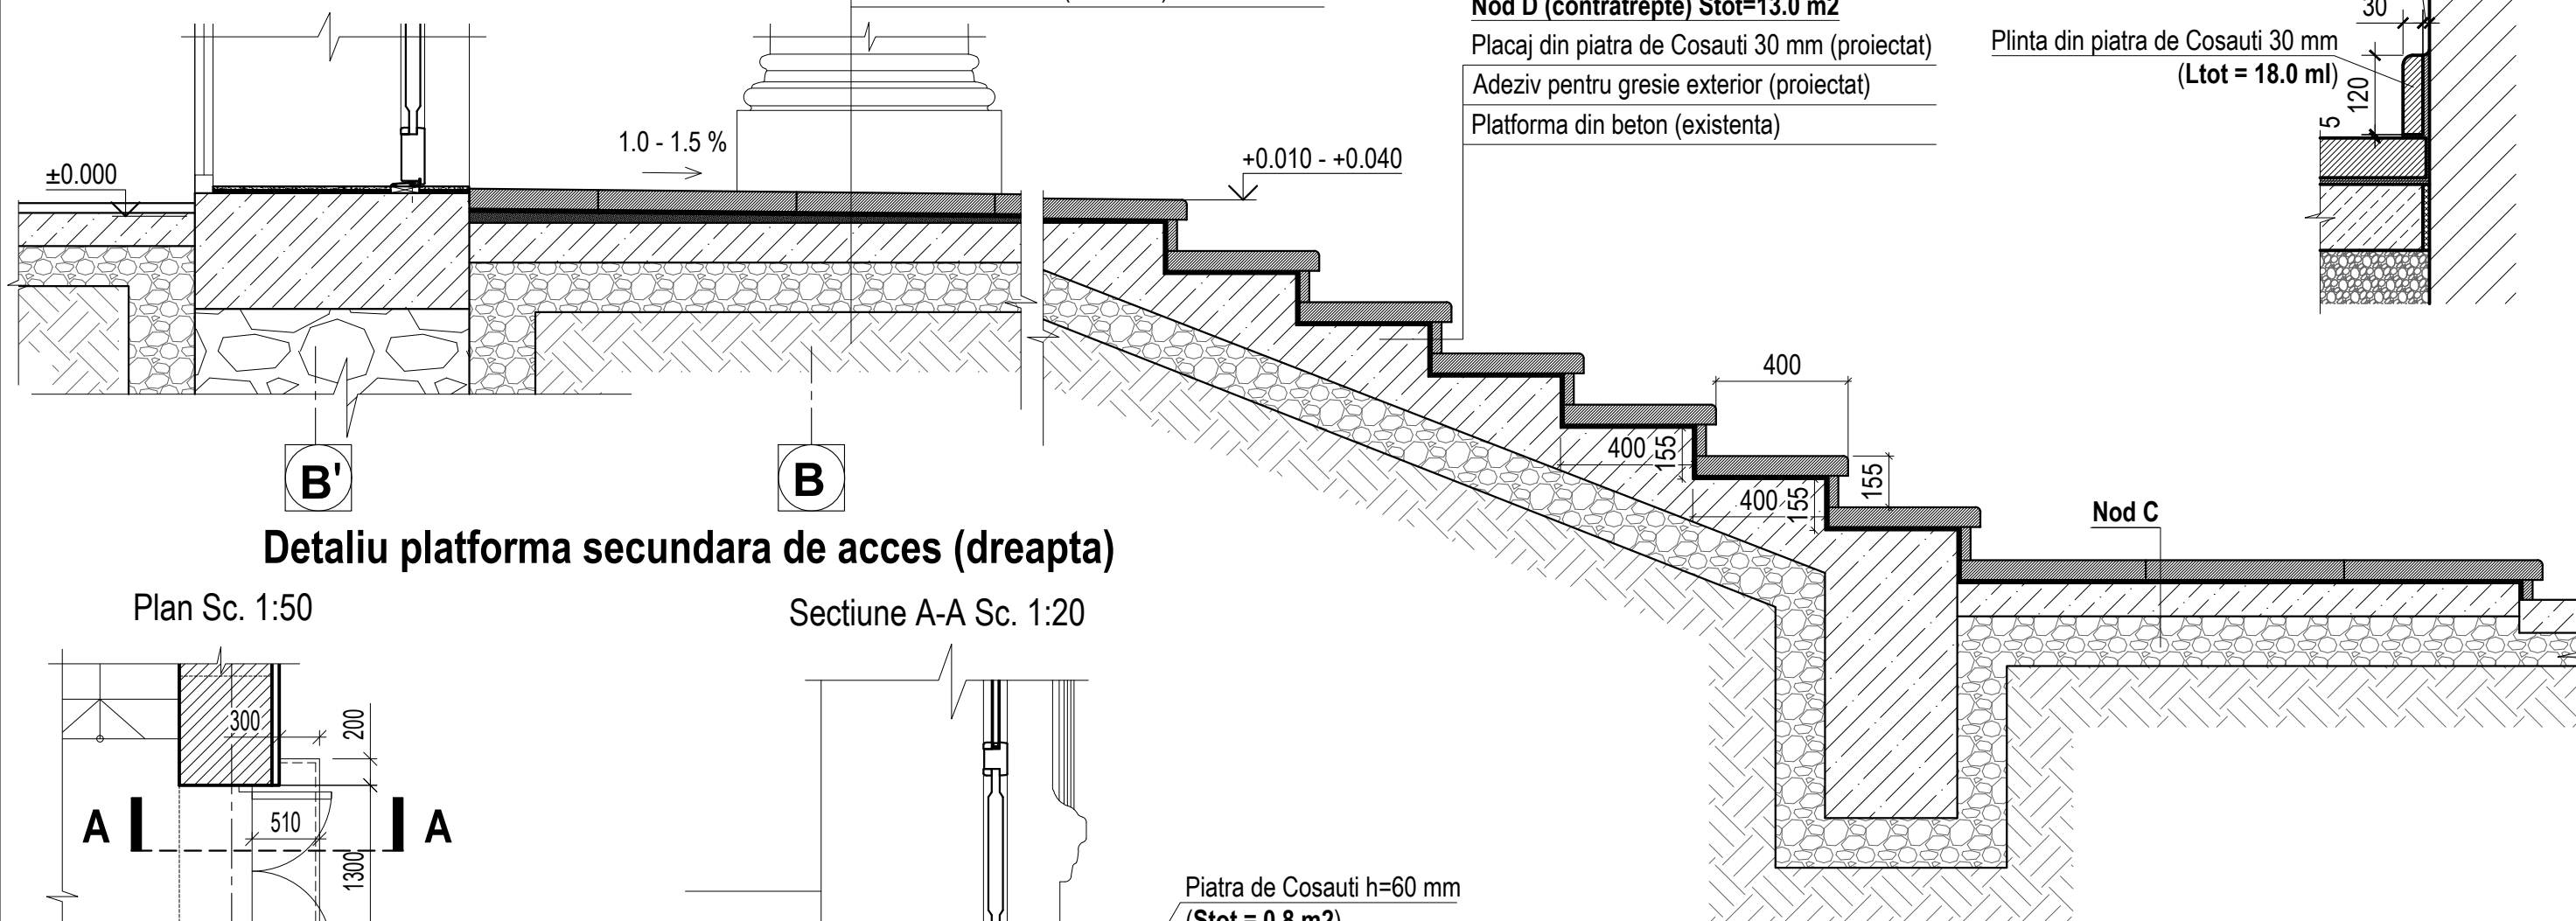 Nod D (contratrepte) Stot=13.0 m2
Placaj din piatra de Cosauti 30 mm (proiectat)
Adeziv pentru gresie exterior (proiectat)
Platforma din beton (existenta)
30
Plinta din piatra de Cosauti 30 mm
(Ltot = 18.0 ml)
120
5
1.0 - 1.5 %
±0.000
+0.010 - +0.040
400
400
155
400
155
155
B'
B
Nod C
Detaliu platforma secundara de acces (dreapta)
Plan Sc. 1:50
Sectiune A-A Sc. 1:20
300
200
A
A
510
1300
Piatra de Cosauti h=60 mm
(Stot = 0.8 m2)